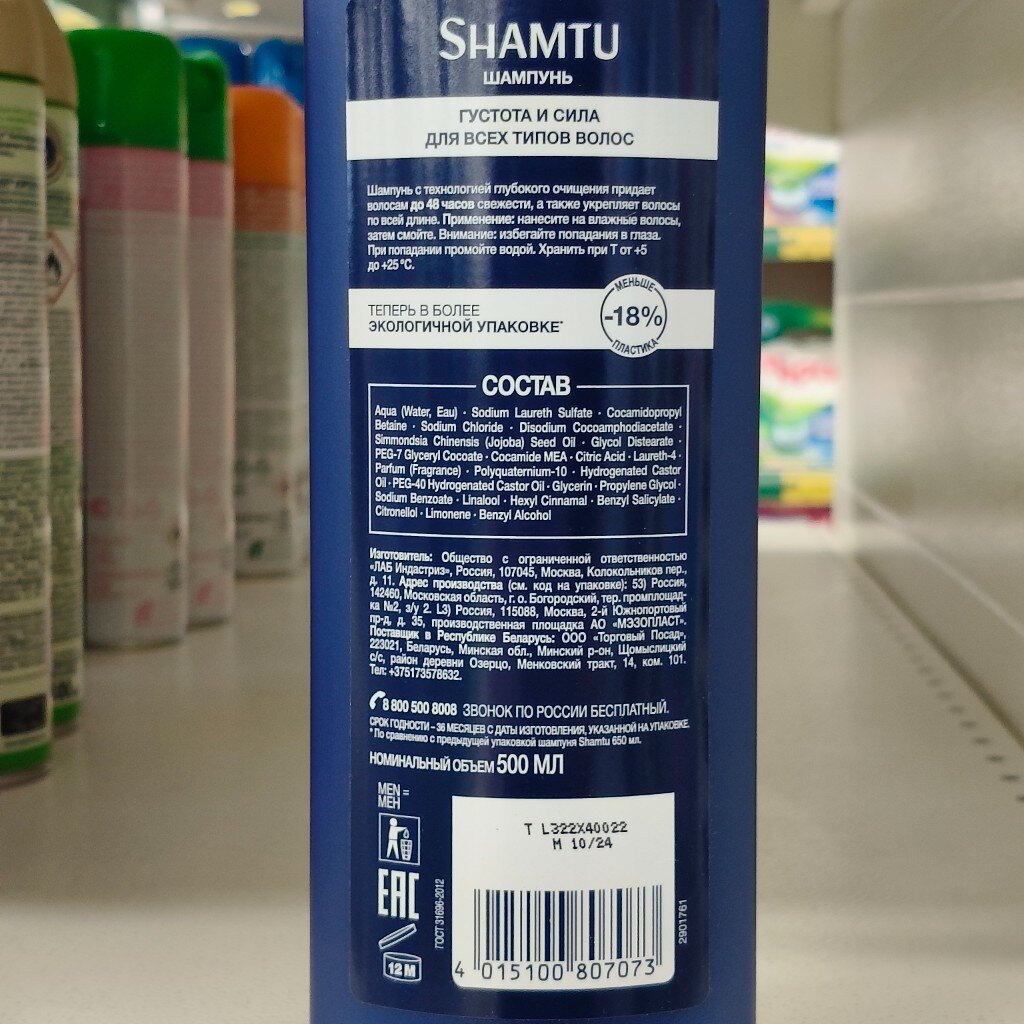 SHAMTU
ШАМПУНЬ
ГУСТОТА И СИЛА
ДЛЯ ВСЕХ ТИПОВ ВОЛОС
Шампунь с технологией глубокого очищения придает
волосам до 48 часов свежести, а также укрепляет волосы
по всей длине. Применение: нанесите на влажные волосы,
затем смойте. Внимание: избегайте попадания в глаза.
При попадании промойте водой. Хранить при Т от +5
до +25 °C.
ТЕПЕРЬ В БОЛЕЕ
ЭКОЛОГИЧНОЙ УПАКОВКЕ*
МЕНЬШЕ
-18%
ПЛАСТИКА
СОСТАВ
Aqua (Water, Eau) · Sodium Laureth Sulfate · Cocamidopropyl
Betaine · Sodium Chloride · Disodium Cocoamphodiacetate ·
Simmondsia Chinensis (Jojoba) Seed Oil · Glycol Distearate ·
PEG-7 Glyceryl Cocoate · Cocamide MEA · Citric Acid · Laureth-4 ·
Parfum (Fragrance) · Polyquaternium-10 · Hydrogenated Castor
Oil · PEG-40 Hydrogenated Castor Oil · Glycerin · Propylene Glycol ·
Sodium Benzoate · Linalool · Hexyl Cinnamal · Benzyl Salicylate ·
Citronellol · Limonene · Benzyl Alcohol
Изготовитель: Общество с ограниченной ответственностью
«ЛАБ Индастриз», Россия, 107045, Москва, Колокольников пер.,
д. 11. Адрес производства (см. код на упаковке): 53) Россия,
142460, Московская область, г. о. Богородский, тер. промплощад-
ка №2, з/у 2. L3) Россия, 115088, Москва, 2-й Южнопортовый
пр-д, д. 35, производственная площадка АО «МЭЗОПЛАСТ».
Поставщик в Республике Беларусь: ООО «Торговый Посад»,
223021, Беларусь, Минская обл., Минский р-он, Щомыслицкий
с/с, район деревни Озерцо, Менковский тракт, 14, ком. 101.
Тел: +375173578632.
8 800 500 8008 ЗВОНОК ПО РОССИИ БЕСПЛАТНЫЙ.
СРОК ГОДНОСТИ – 36 МЕСЯЦЕВ С ДАТЫ ИЗГОТОВЛЕНИЯ, УКАЗАННОЙ НА УПАКОВКЕ.
* По сравнению с предыдущей упаковкой шампуня Shamtu 650 мл.
НОМИНАЛЬНЫЙ ОБЪЕМ 500 МЛ
MEN =
МЕН
T L322X40022
M 10/24
EAC
ГОСТ 31696-2012
12 M
4 015100 807073
2901761